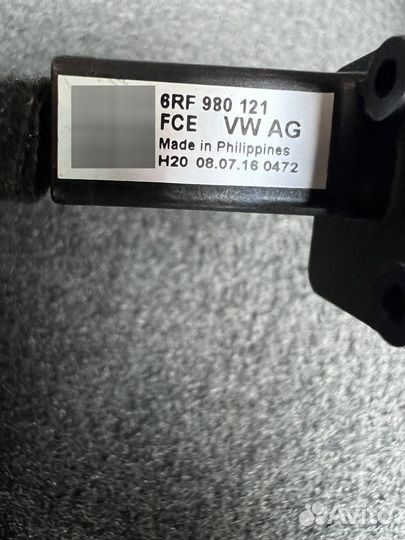 6RF 980 121
FCE VW AG
Made in Philippines
H20 08.07.16 0472
Avito